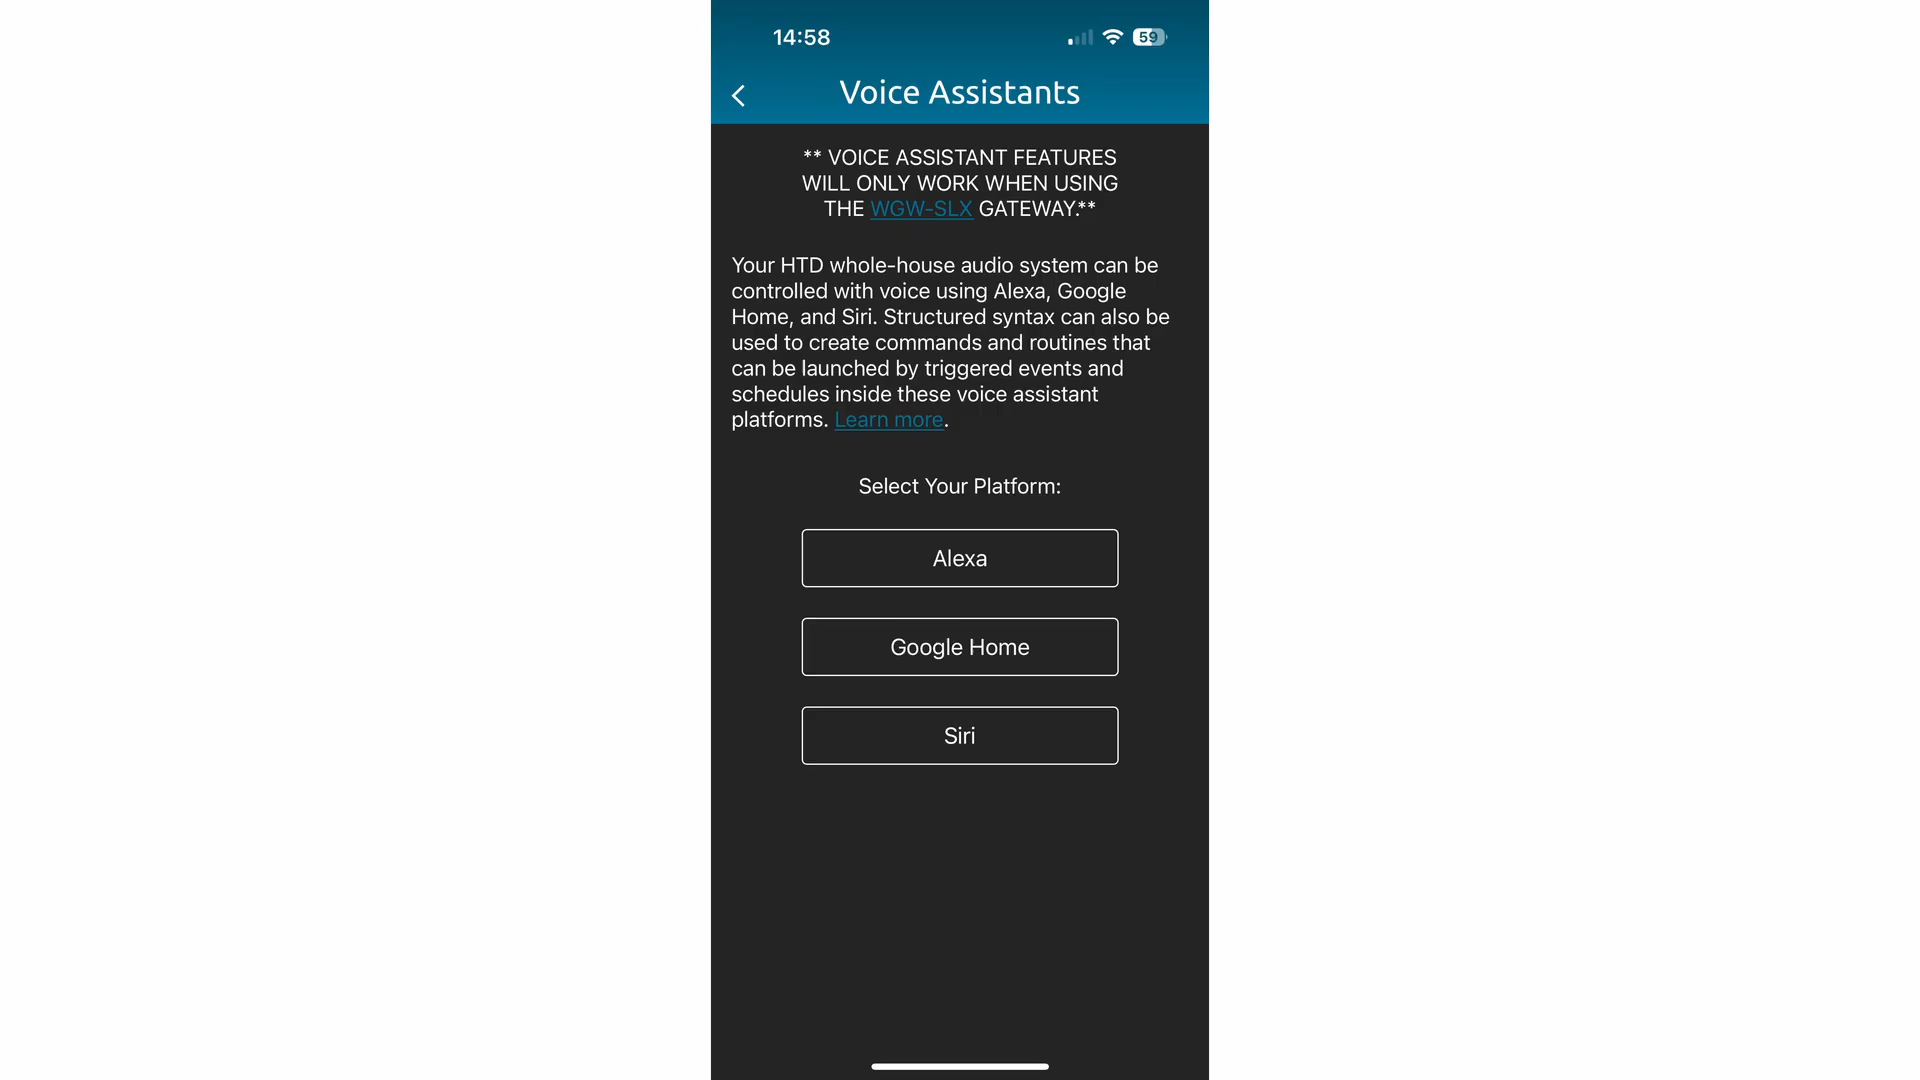 14:58
59
Voice Assistants
** VOICE ASSISTANT FEATURES
WILL ONLY WORK WHEN USING
THE WGW-SLX GATEWAY.**
Your HTD whole-house audio system can be
controlled with voice using Alexa, Google
Home, and Siri. Structured syntax can also be
used to create commands and routines that
can be launched by triggered events and
schedules inside these voice assistant
platforms. Learn more.
Select Your Platform:
Alexa
Google Home
Siri